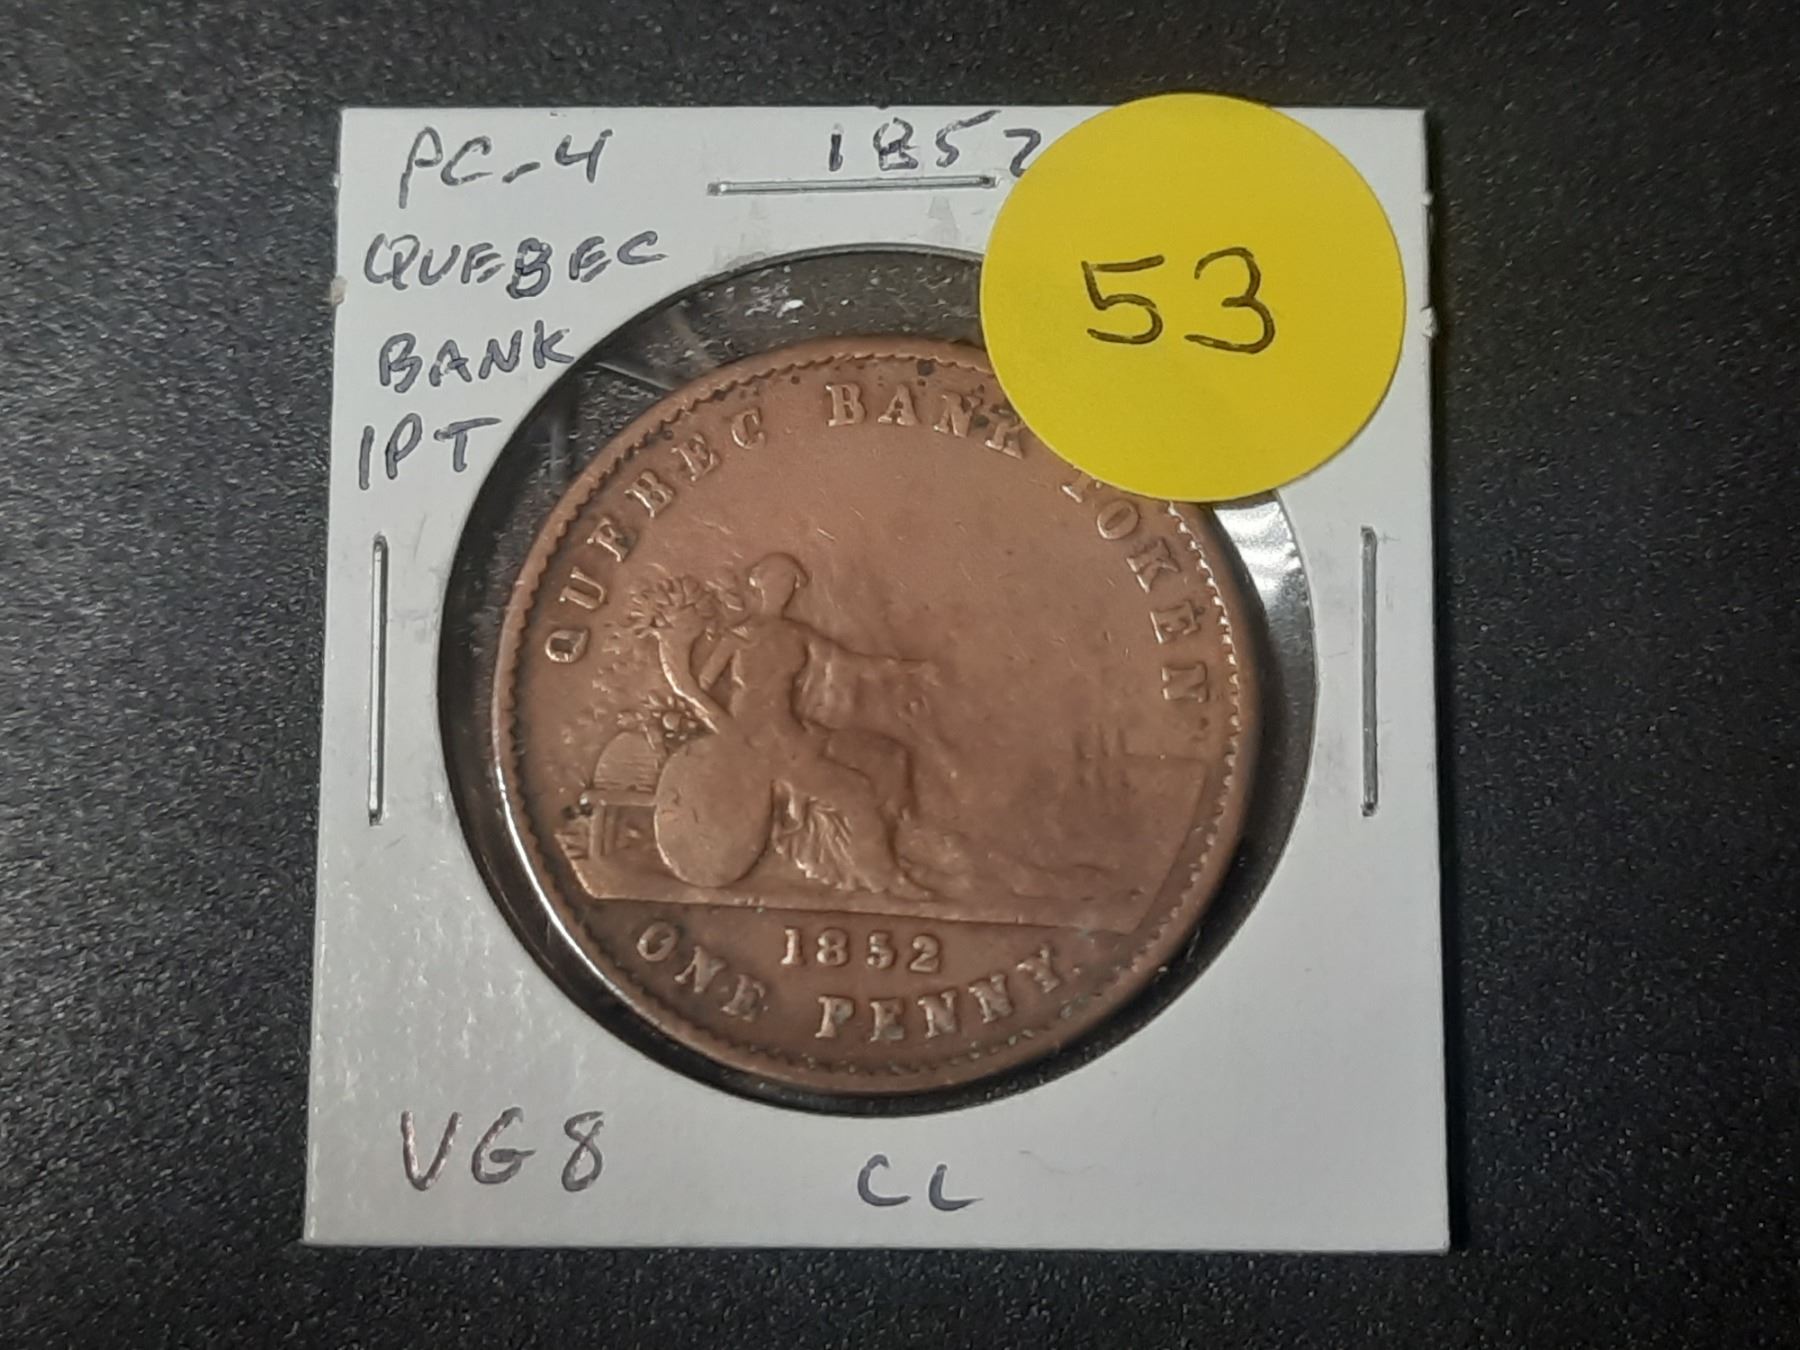 PC-4 1852
QUEBEC
BANK
1PT
53
QUEBEC BANK TOKEN
1852
ONE PENNY
VG8 CL